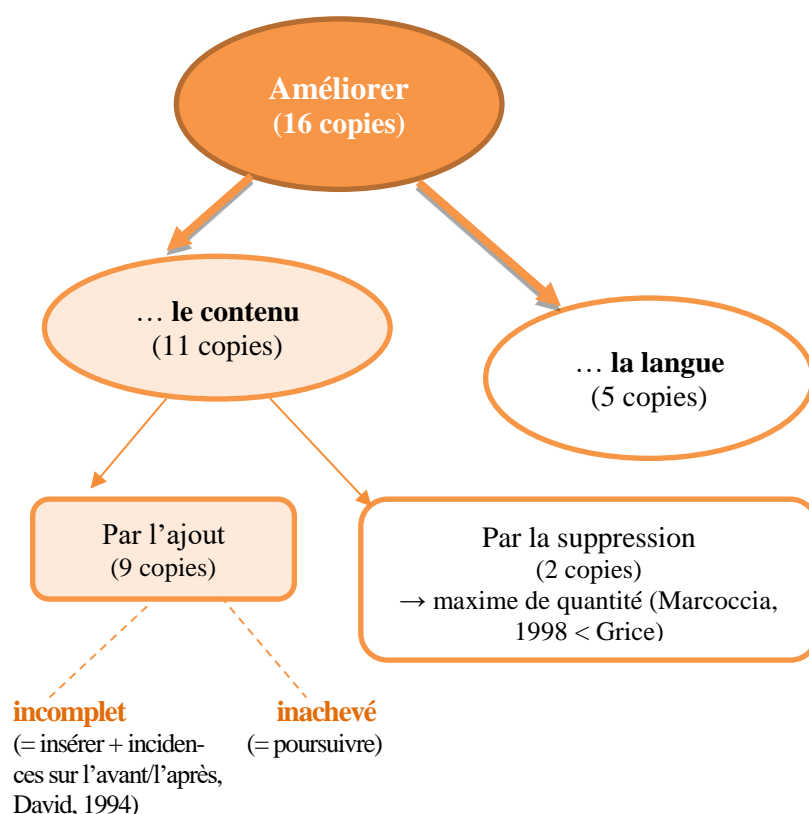 Améliorer
(16 copies)
… le contenu
(11 copies)
… la langue
(5 copies)
Par l’ajout
(9 copies)
Par la suppression
(2 copies)
→ maxime de quantité (Marcoccia,
1998 < Grice)
incomplet
(= insérer + inciden-
ces sur l’avant/l’après,
David, 1994)
inachevé
(= poursuivre)